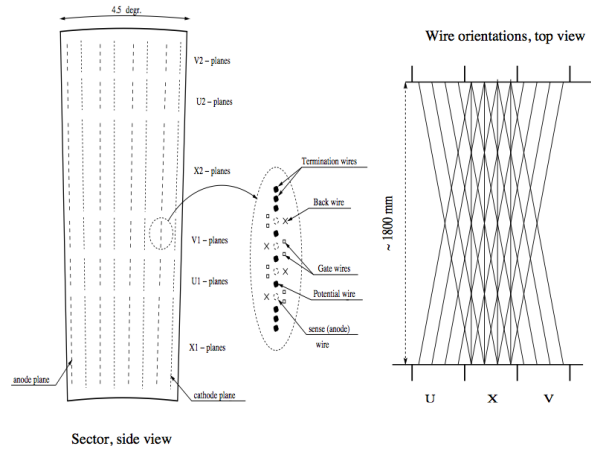 4.5 degr.
V2 – planes
U2 – planes
X2 – planes
V1 – planes
U1 – planes
X1 – planes
anode plane
cathode plane
Sector, side view
Termination wires
Back wire
Gate wires
Potential wire
sense (anode)
wire
Wire orientations, top view
~ 1800 mm
U X V